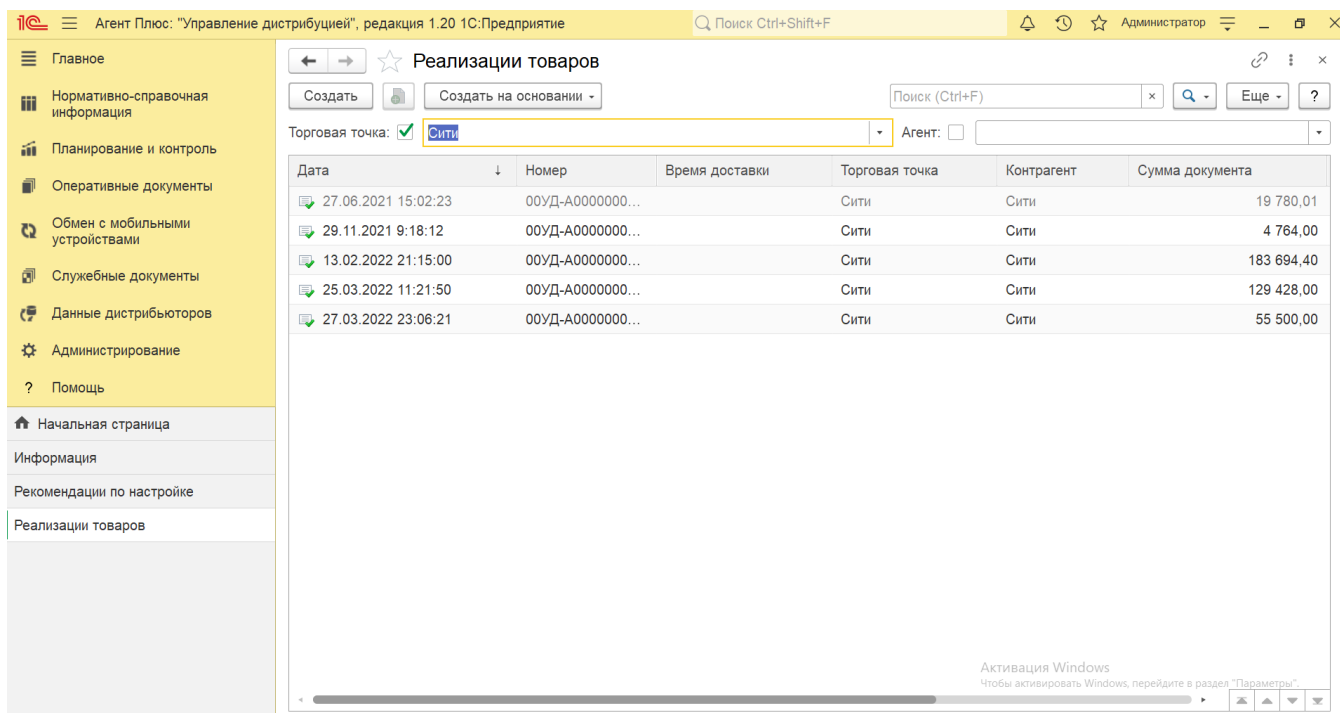 1С Агент Плюс: "Управление дистрибуцией", редакция 1.20 1С:Предприятие Поиск Ctrl+Shift+F Администратор
Главное
Нормативно-справочная
информация
Планирование и контроль
Оперативные документы
Обмен с мобильными
устройствами
Служебные документы
Данные дистрибьюторов
Администрирование
? Помощь
Начальная страница
Информация
Рекомендации по настройке
Реализации товаров
Реализации товаров
Создать Создать на основании Поиск (Ctrl+F) × Еще ?
Торговая точка: Сити Агент:
Дата ↓ Номер Время доставки Торговая точка Контрагент Сумма документа
27.06.2021 15:02:23 00УД-А0000000... Сити Сити 19 780,01
29.11.2021 9:18:12 00УД-А0000000... Сити Сити 4 764,00
13.02.2022 21:15:00 00УД-А0000000... Сити Сити 183 694,40
25.03.2022 11:21:50 00УД-А0000000... Сити Сити 129 428,00
27.03.2022 23:06:21 00УД-А0000000... Сити Сити 55 500,00
Активация Windows
Чтобы активировать Windows, перейдите в раздел "Параметры".